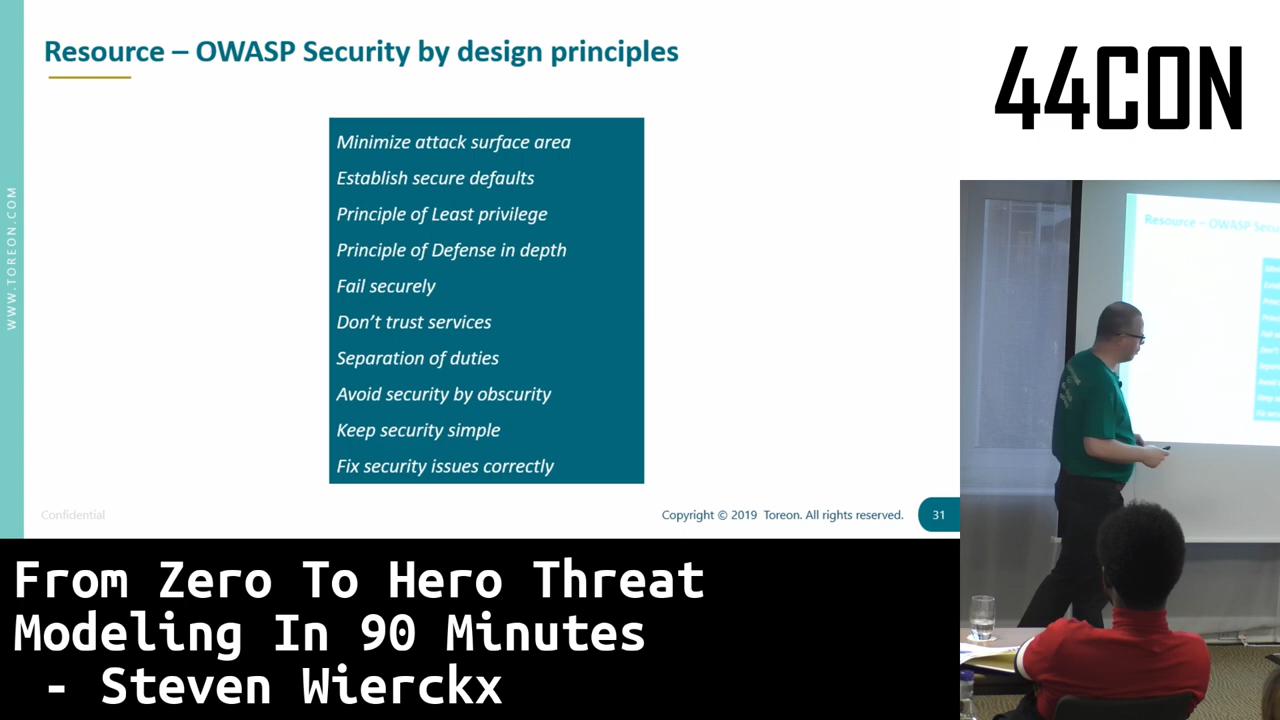 Resource – OWASP Security by design principles
Minimize attack surface area
Establish secure defaults
Principle of Least privilege
Principle of Defense in depth
Fail securely
Don’t trust services
Separation of duties
Avoid security by obscurity
Keep security simple
Fix security issues correctly
WWW.TOREON.COM
Confidential
Copyright © 2019 Toreon. All rights reserved.
31
44CON
Resource – OWASP Secu
From Zero To Hero Threat
Modeling In 90 Minutes
- Steven Wierckx